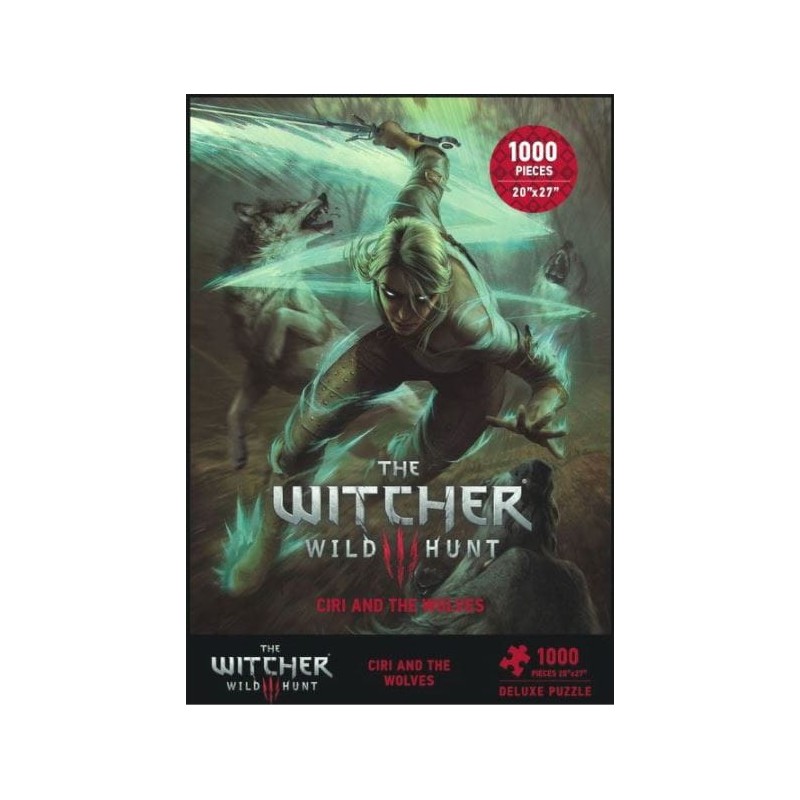 1000
PIECES
20"x27"
THE
WITCHER
WILD HUNT
CIRI AND THE WOLVES
THE
WITCHER
WILD HUNT
CIRI AND THE
WOLVES
1000
PIECES 20"x27"
DELUXE PUZZLE